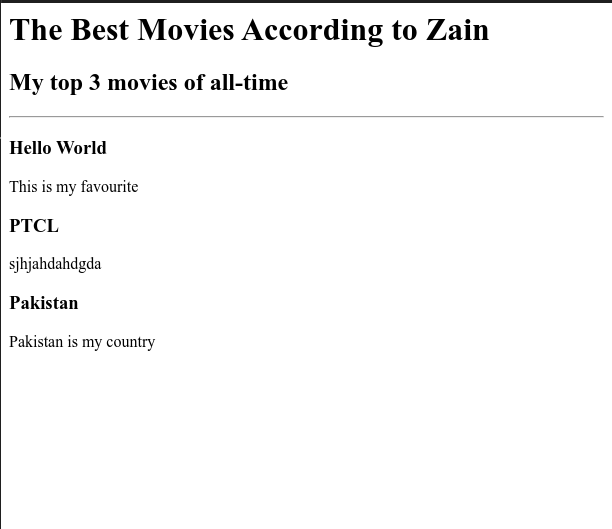 The Best Movies According to Zain
My top 3 movies of all-time
Hello World
This is my favourite
PTCL
sjhjahdahdgda
Pakistan
Pakistan is my country